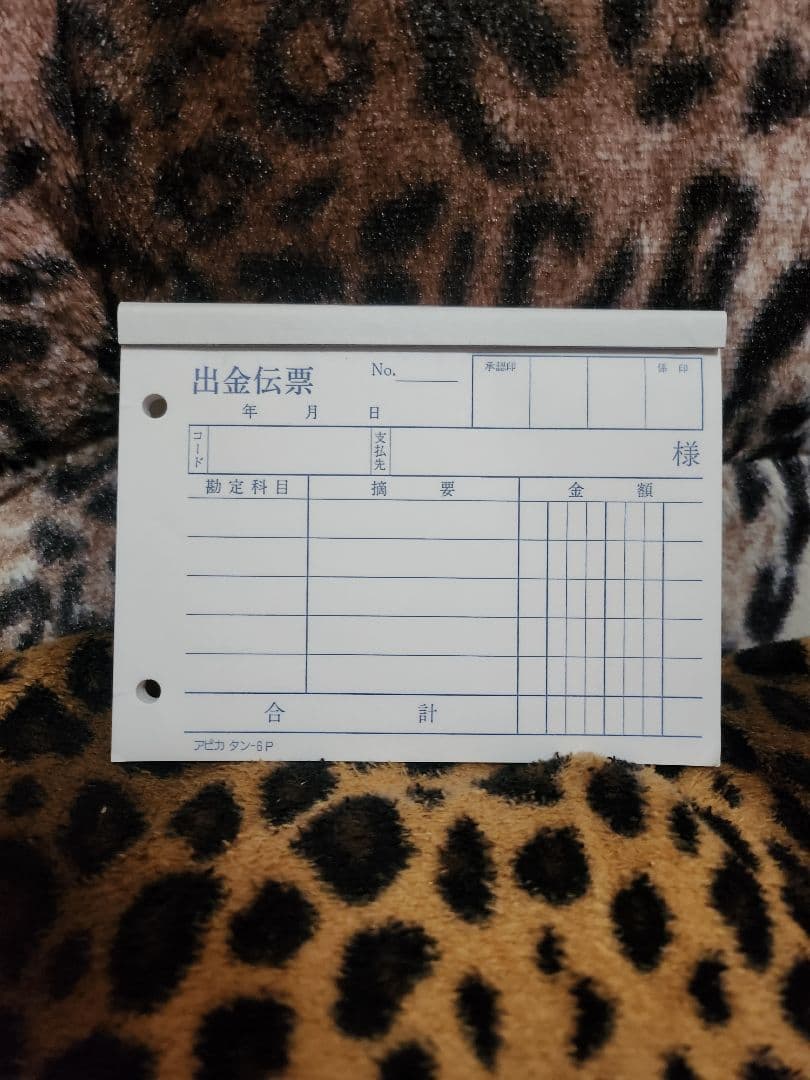 出金伝票 No.
承認印 係印
年 月 日
コード 支払先 様
勘定科目 摘要 金額
合計
アピカ タン-6P